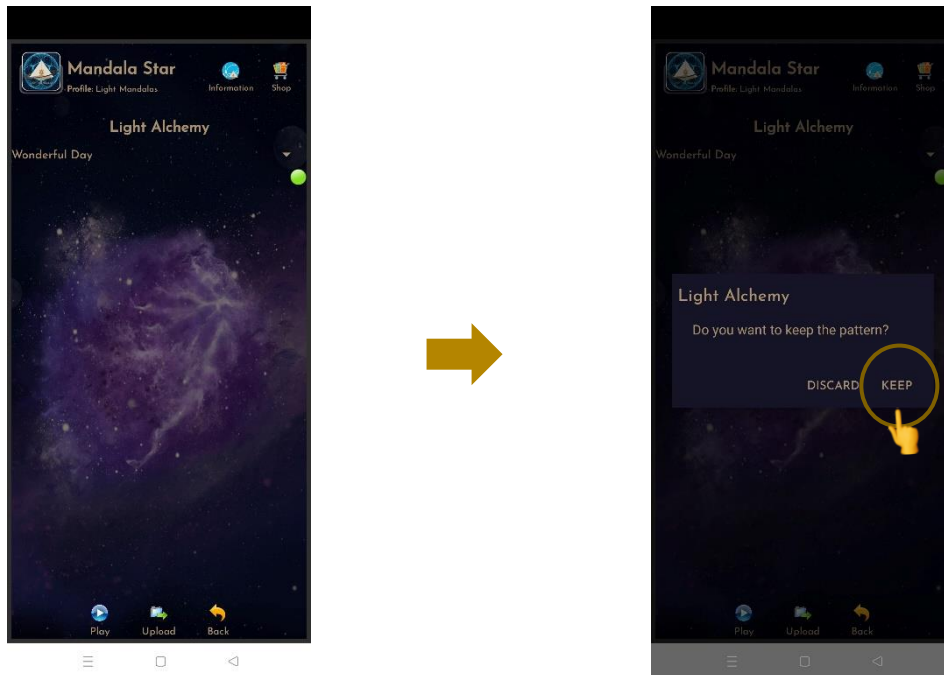 Mandala Star
Profile: Light Mandalas
Information
Shop
Light Alchemy
Wonderful Day
Play
Upload
Back
Mandala Star
Profile: Light Mandalas
Information
Shop
Light Alchemy
Wonderful Day
Light Alchemy
Do you want to keep the pattern?
DISCARD KEEP
Play
Upload
Back